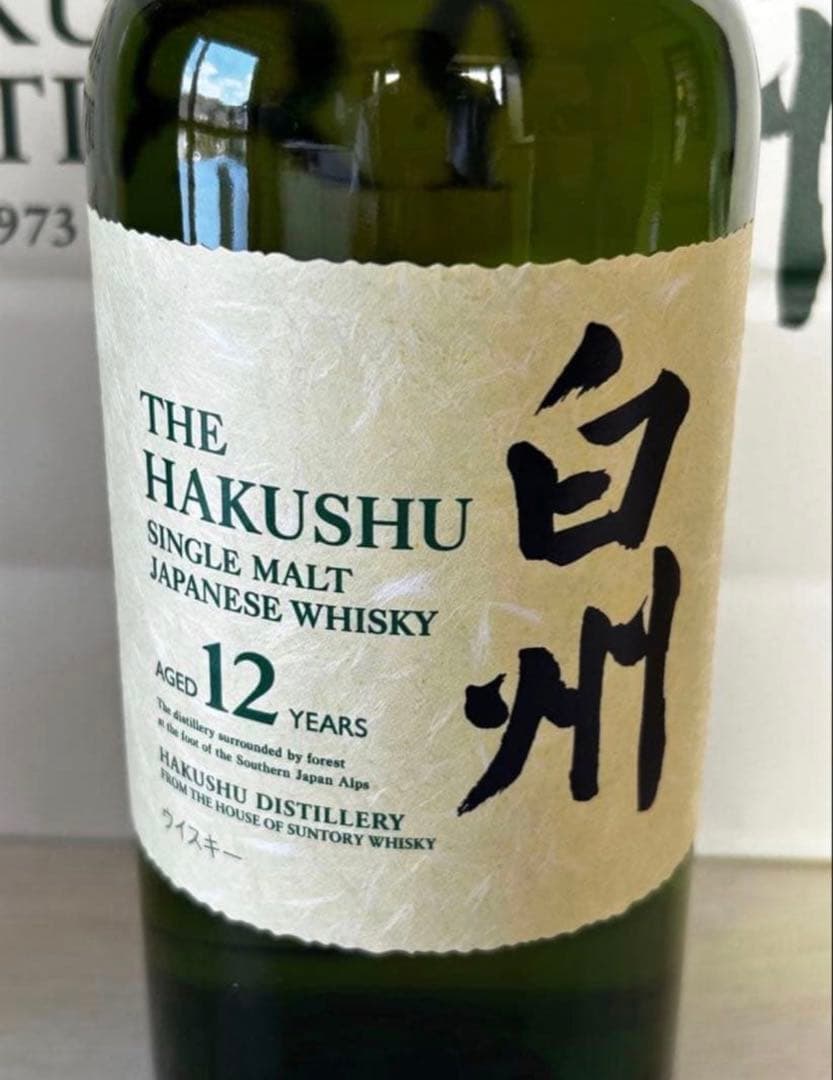 973
THE
HAKUSHU
SINGLE MALT
JAPANESE WHISKY
AGED 12 YEARS
The distillery surrounded by forest
at the foot of the Southern Japan Alps
HAKUSHU DISTILLERY
FROM THE HOUSE OF SUNTORY WHISKY
ウイスキー
白州